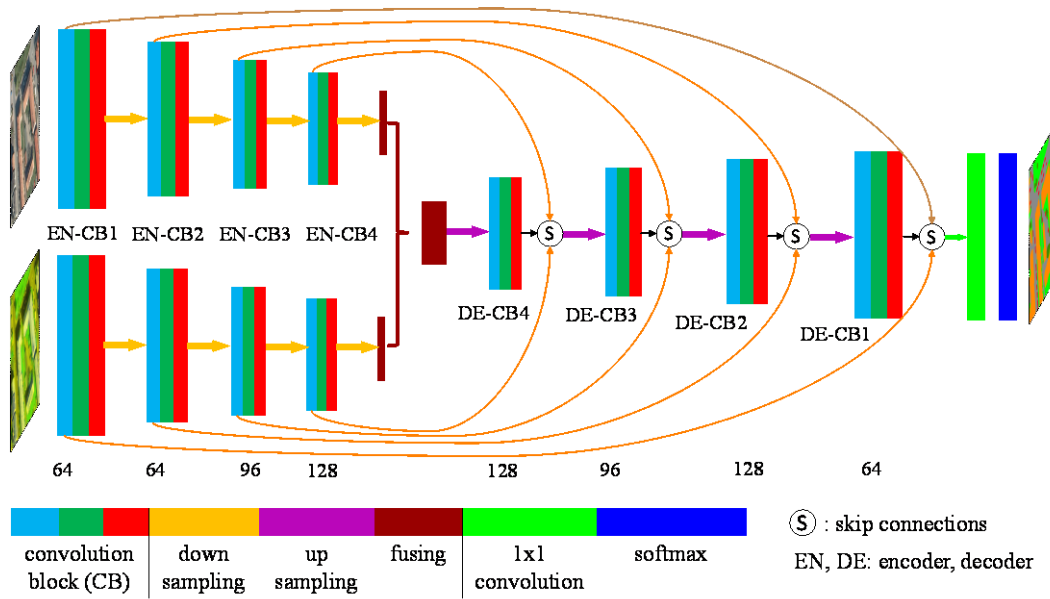 EN-CB1 EN-CB2 EN-CB3 EN-CB4
S S S S
DE-CB4 DE-CB3 DE-CB2 DE-CB1
64 64 96 128 128 96 128 64
S : skip connections
convolution block (CB)
down sampling
up sampling
fusing
1x1 convolution
softmax
EN, DE: encoder, decoder